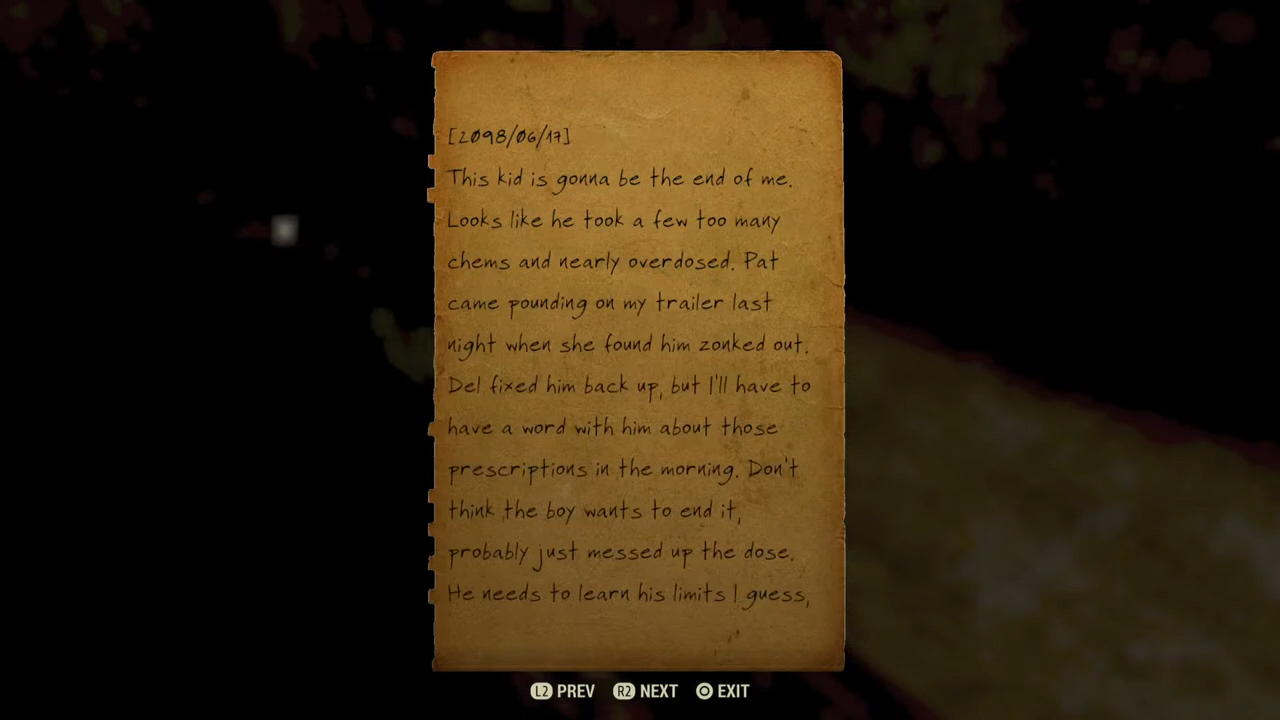 [2098/06/17]
This kid is gonna be the end of me.
Looks like he took a few too many
chems and nearly overdosed. Pat
came pounding on my trailer last
night when she found him zonked out.
Del fixed him back up, but I'll have to
have a word with him about those
prescriptions in the morning. Don't
think the boy wants to end it,
probably just messed up the dose.
He needs to learn his limits I guess,
L2 PREV R2 NEXT EXIT